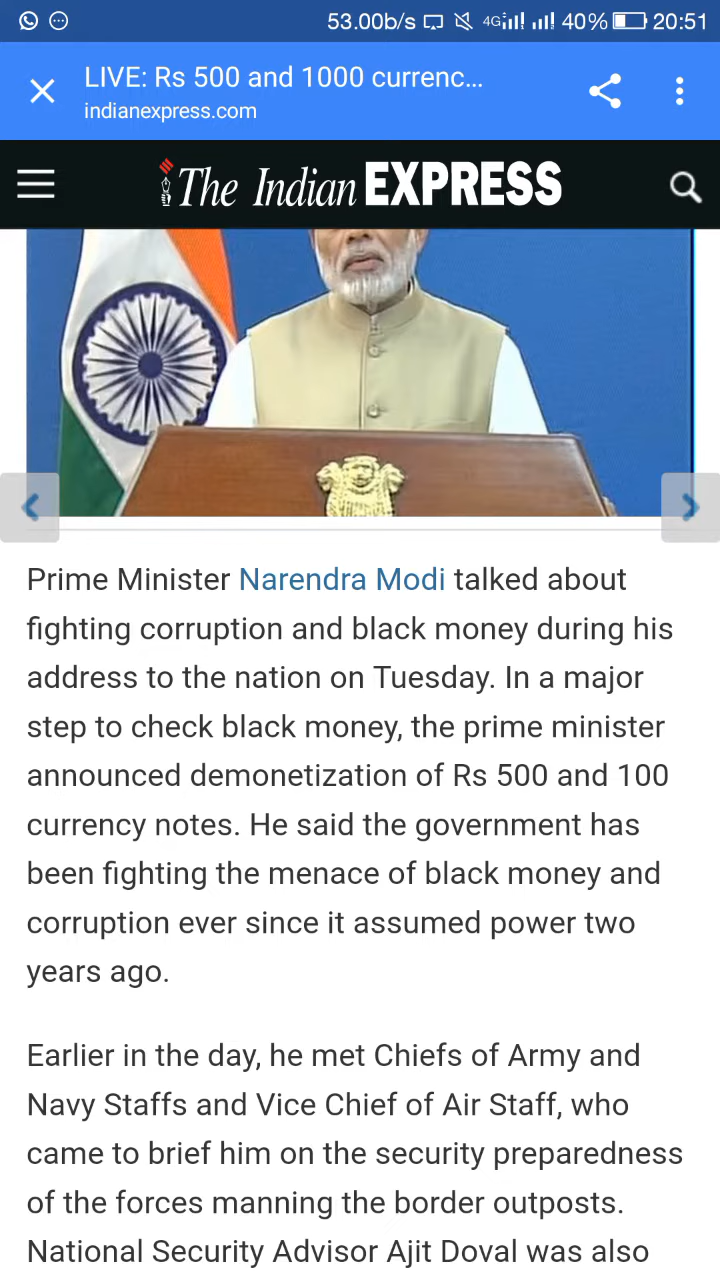 53.00b/s 4G 40% 20:51
LIVE: Rs 500 and 1000 currenc...
indianexpress.com
The Indian EXPRESS
Prime Minister Narendra Modi talked about
fighting corruption and black money during his
address to the nation on Tuesday. In a major
step to check black money, the prime minister
announced demonetization of Rs 500 and 100
currency notes. He said the government has
been fighting the menace of black money and
corruption ever since it assumed power two
years ago.
Earlier in the day, he met Chiefs of Army and
Navy Staffs and Vice Chief of Air Staff, who
came to brief him on the security preparedness
of the forces manning the border outposts.
National Security Advisor Ajit Doval was also